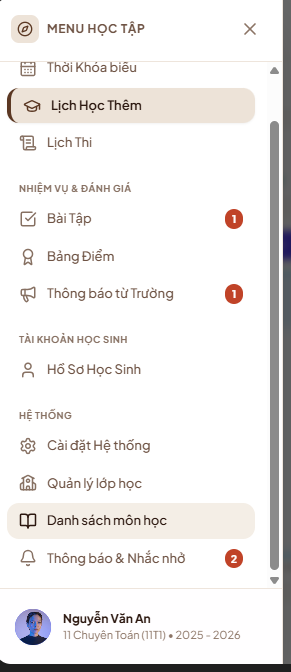 MENU HỌC TẬP
Thời Khóa biểu
Lịch Học Thêm
Lịch Thi
NHIỆM VỤ & ĐÁNH GIÁ
Bài Tập 1
Bảng Điểm
Thông báo từ Trường 1
TÀI KHOẢN HỌC SINH
Hồ Sơ Học Sinh
HỆ THỐNG
Cài đặt Hệ thống
Quản lý lớp học
Danh sách môn học
Thông báo & Nhắc nhở 2
Nguyễn Văn An
11 Chuyên Toán (11T1) • 2025 - 2026